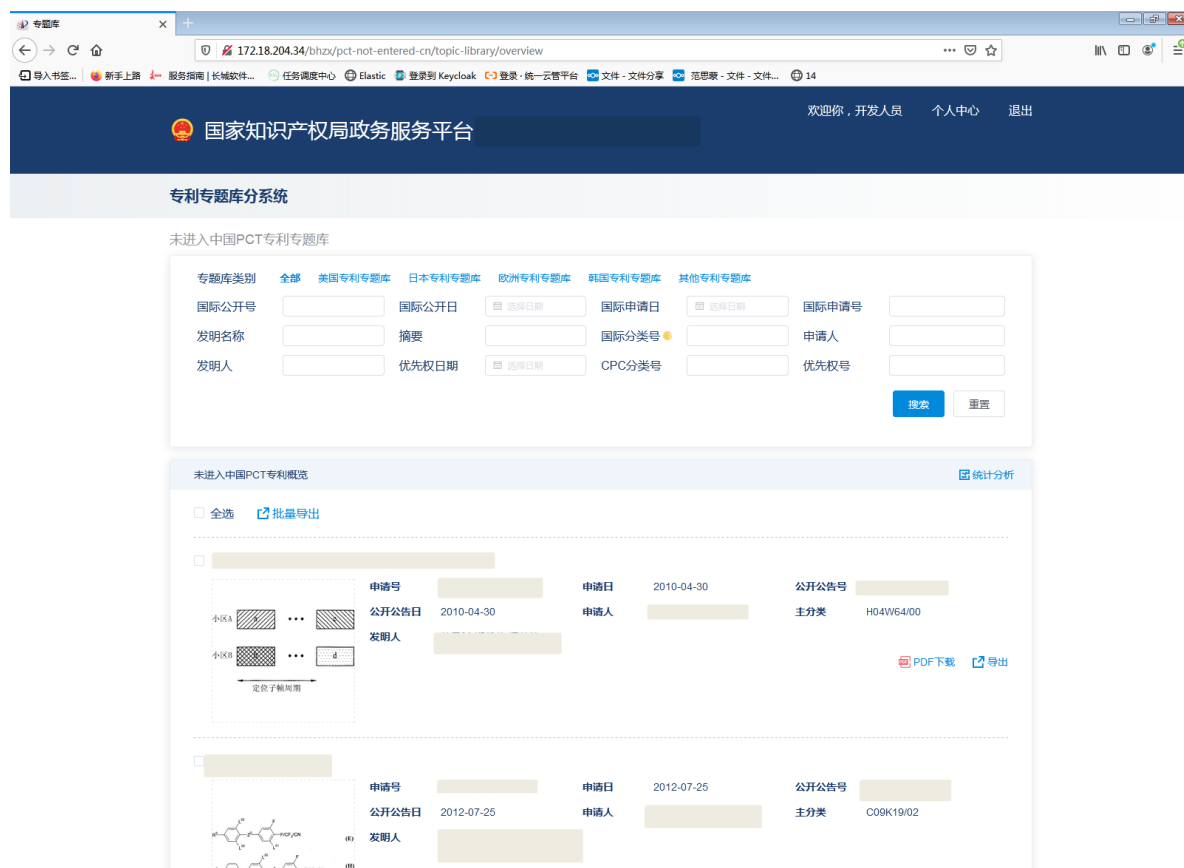 专题库
172.18.204.34/bhzx/pct-not-entered-cn/topic-library/overview
导入书签... 新手上路 服务指南 | 长城软件... 任务调度中心 Elastic 登录到 Keycloak 登录 · 统一云管平台 文件 - 文件分享 范思豪 - 文件 - 文件... 14
欢迎你，开发人员 个人中心 退出
国家知识产权局政务服务平台
专利专题库分系统
未进入中国PCT专利专题库
专题库类别 全部 美国专利专题库 日本专利专题库 欧洲专利专题库 韩国专利专题库 其他专利专题库
国际公开号 国际公开日 选择日期 国际申请日 选择日期 国际申请号
发明名称 摘要 国际分类号 申请人
发明人 优先权日期 选择日期 CPC分类号 优先权号
搜索 重置
未进入中国PCT专利概览 统计分析
全选 批量导出
申请号 申请日 2010-04-30 公开公告号
公开公告日 2010-04-30 申请人 主分类 H04W64/00
发明人
小区A
小区B d
定位子帧周期
PDF下载 导出
申请号 申请日 2012-07-25 公开公告号
公开公告日 2012-07-25 申请人 主分类 C09K19/02
发明人